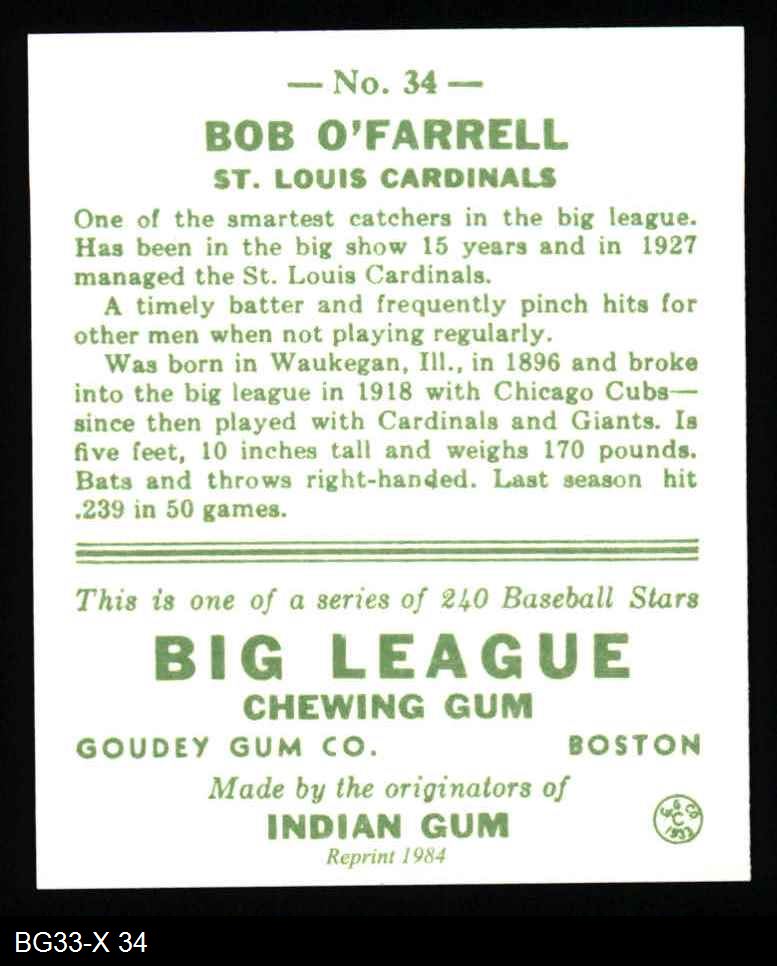 — No. 34 —
BOB O'FARRELL
ST. LOUIS CARDINALS
One of the smartest catchers in the big league.
Has been in the big show 15 years and in 1927
managed the St. Louis Cardinals.
A timely batter and frequently pinch hits for
other men when not playing regularly.
Was born in Waukegan, Ill., in 1896 and broke
into the big league in 1918 with Chicago Cubs—
since then played with Cardinals and Giants. Is
five feet, 10 inches tall and weighs 170 pounds.
Bats and throws right-handed. Last season hit
.239 in 50 games.
This is one of a series of 240 Baseball Stars
BIG LEAGUE
CHEWING GUM
GOUDEY GUM CO. BOSTON
Made by the originators of
INDIAN GUM
G G CO
C
1933
Reprint 1984
BG33-X 34